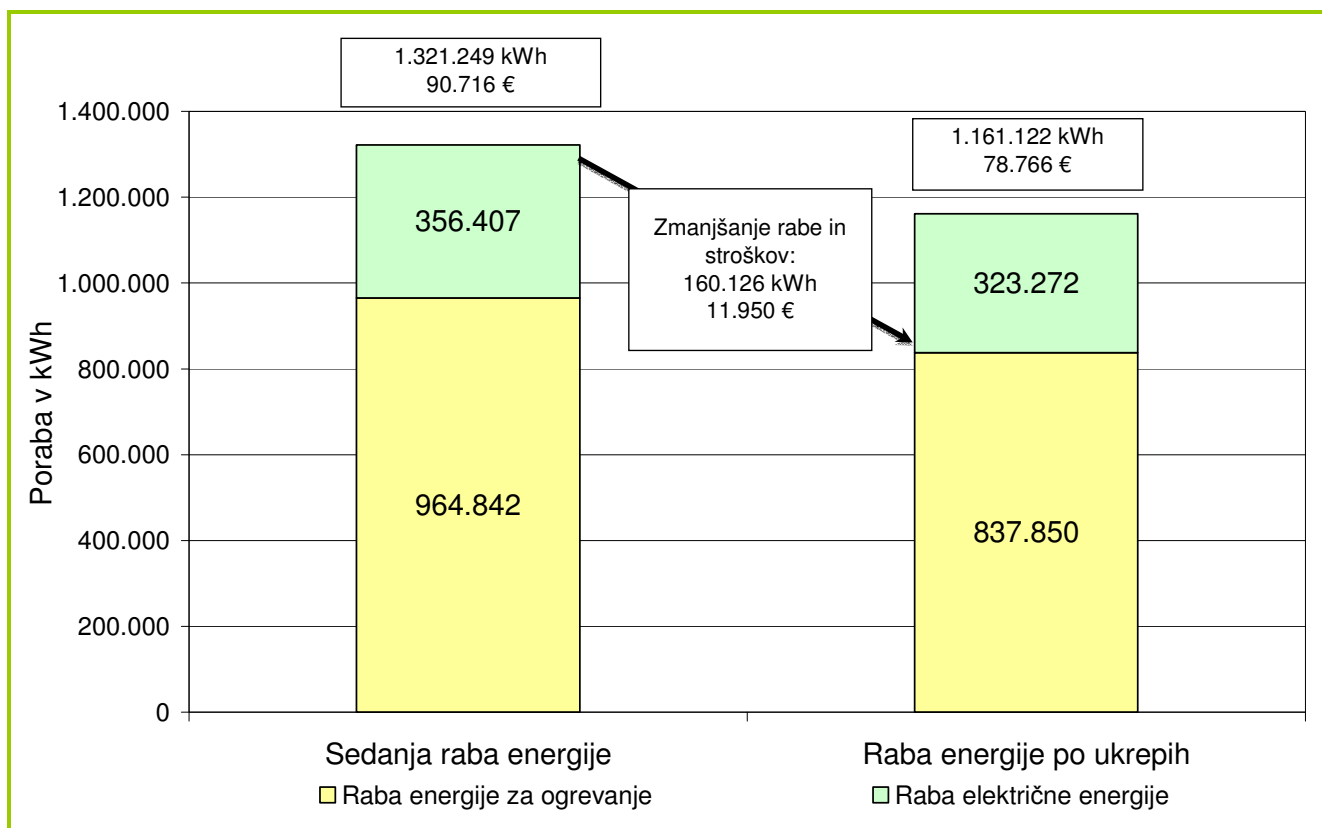 1.321.249 kWh
90.716 €
1.161.122 kWh
78.766 €
Zmanjšanje rabe in
stroškov:
160.126 kWh
11.950 €
Poraba v kWh
1.400.000
1.200.000
1.000.000
800.000
600.000
400.000
200.000
0
356.407
964.842
323.272
837.850
Sedanja raba energije
Raba energije po ukrepih
Raba energije za ogrevanje
Raba električne energije